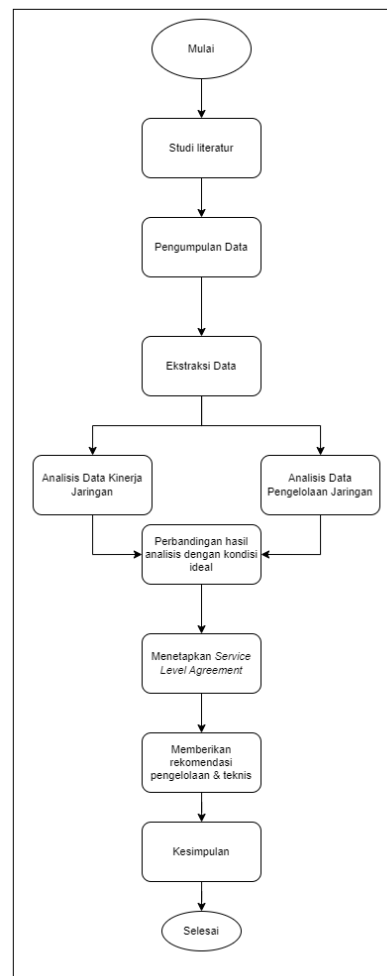 Mulai
Studi literatur
Pengumpulan Data
Ekstraksi Data
Analisis Data Kinerja
Jaringan
Analisis Data
Pengelolaan Jaringan
Perbandingan hasil
analisis dengan kondisi
ideal
Menetapkan Service
Level Agreement
Memberikan
rekomendasi
pengelolaan & teknis
Kesimpulan
Selesai